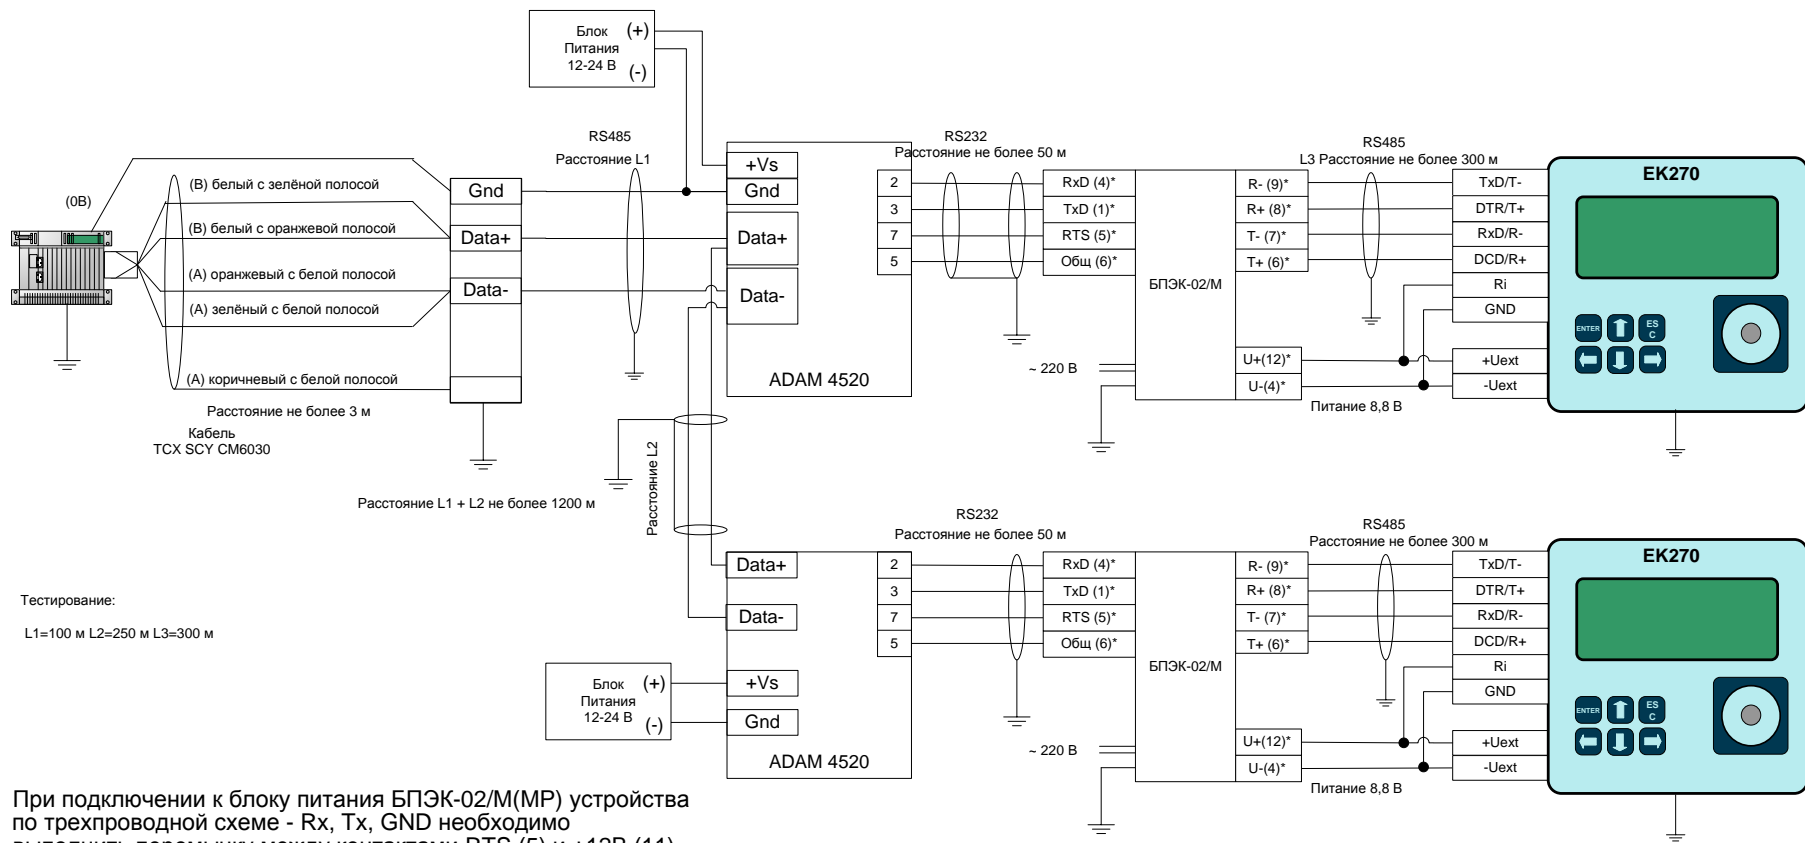 Блок (+)
Питания
12-24 В (-)
RS485
Расстояние L1
RS232
Расстояние не более 50 м
RS485
L3 Расстояние не более 300 м
(0В)
(В) белый с зелёной полосой
(В) белый с оранжевой полосой
(А) оранжевый с белой полосой
(А) зелёный с белой полосой
(А) коричневый с белой полосой
Расстояние не более 3 м
Кабель
TCX SCY CM6030
Gnd
Data+
Data-
+Vs
Gnd
Data+
Data-
ADAM 4520
2
3
7
5
RxD (4)*
TxD (1)*
RTS (5)*
Общ (6)*
~ 220 В
БПЭК-02/М
R- (9)*
R+ (8)*
T- (7)*
T+ (6)*
U+(12)*
U-(4)*
Питание 8,8 В
TxD/T-
DTR/T+
RxD/R-
DCD/R+
Ri
GND
+Uext
-Uext
EK270
ENTER
ES
C
Расстояние L1 + L2 не более 1200 м
Расстояние L2
RS232
Расстояние не более 50 м
RS485
Расстояние не более 300 м
Data+
Data-
+Vs
Gnd
ADAM 4520
2
3
7
5
RxD (4)*
TxD (1)*
RTS (5)*
Общ (6)*
~ 220 В
БПЭК-02/М
R- (9)*
R+ (8)*
T- (7)*
T+ (6)*
U+(12)*
U-(4)*
Питание 8,8 В
TxD/T-
DTR/T+
RxD/R-
DCD/R+
Ri
GND
+Uext
-Uext
EK270
ENTER
ES
C
Тестирование:
L1=100 м L2=250 м L3=300 м
Блок (+)
Питания
12-24 В (-)
При подключении к блоку питания БПЭК-02/М(МР) устройства
по трехпроводной схеме - Rx, Tx, GND необходимо
выполнить перемычку между контактами RTS (5) и +12В (11)